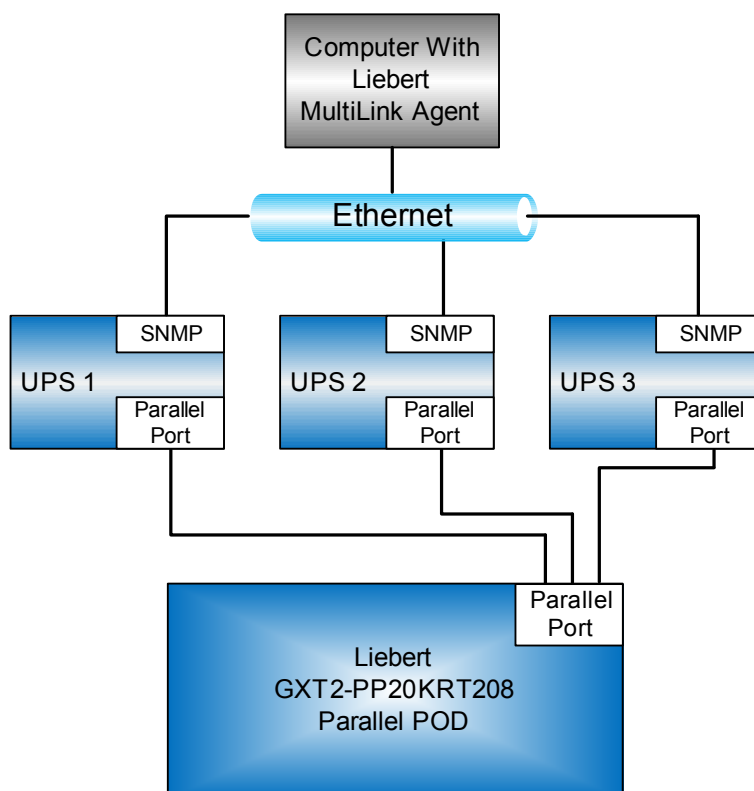 Computer With
Liebert
MultiLink Agent
Ethernet
SNMP
SNMP
SNMP
UPS 1
UPS 2
UPS 3
Parallel
Port
Parallel
Port
Parallel
Port
Parallel
Port
Liebert
GXT2-PP20KRT208
Parallel POD